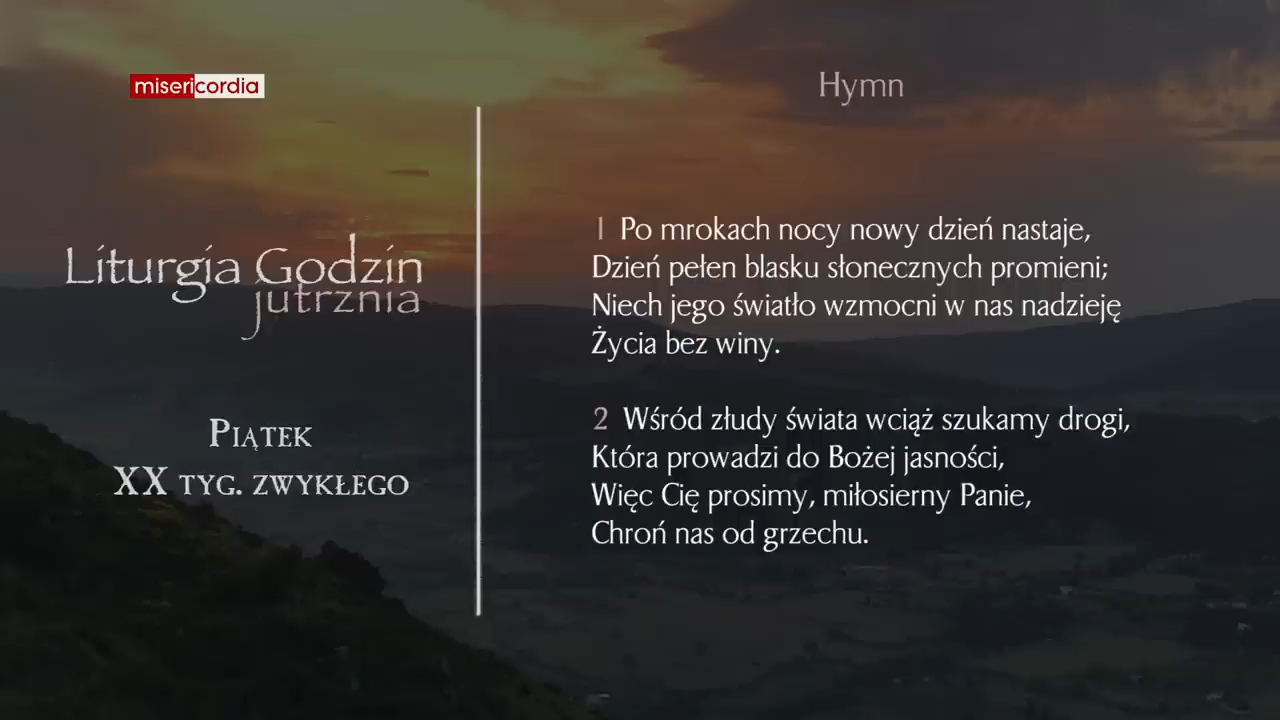 misericordia
Liturgia Godzin
jutrznia
Piątek
XX tyg. zwykłego
Hymn
1 Po mrokach nocy nowy dzień nastaje,
Dzień pełen blasku słonecznych promieni;
Niech jego światło wzmocni w nas nadzieję
Życia bez winy.
2 Wśród złudy świata wciąż szukamy drogi,
Która prowadzi do Bożej jasności,
Więc Cię prosimy, miłosierny Panie,
Chroń nas od grzechu.